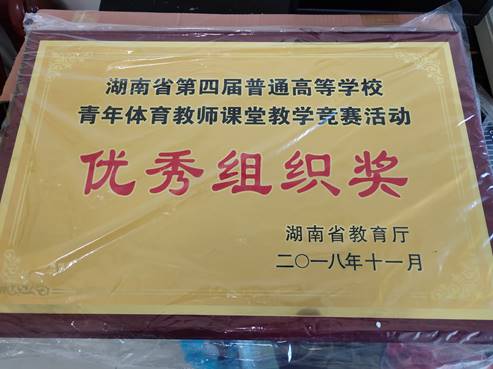 湖南省第四届普通高等学校
青年体育教师课堂教学竞赛活动
优秀组织奖
湖南省教育厅
二〇一八年十一月